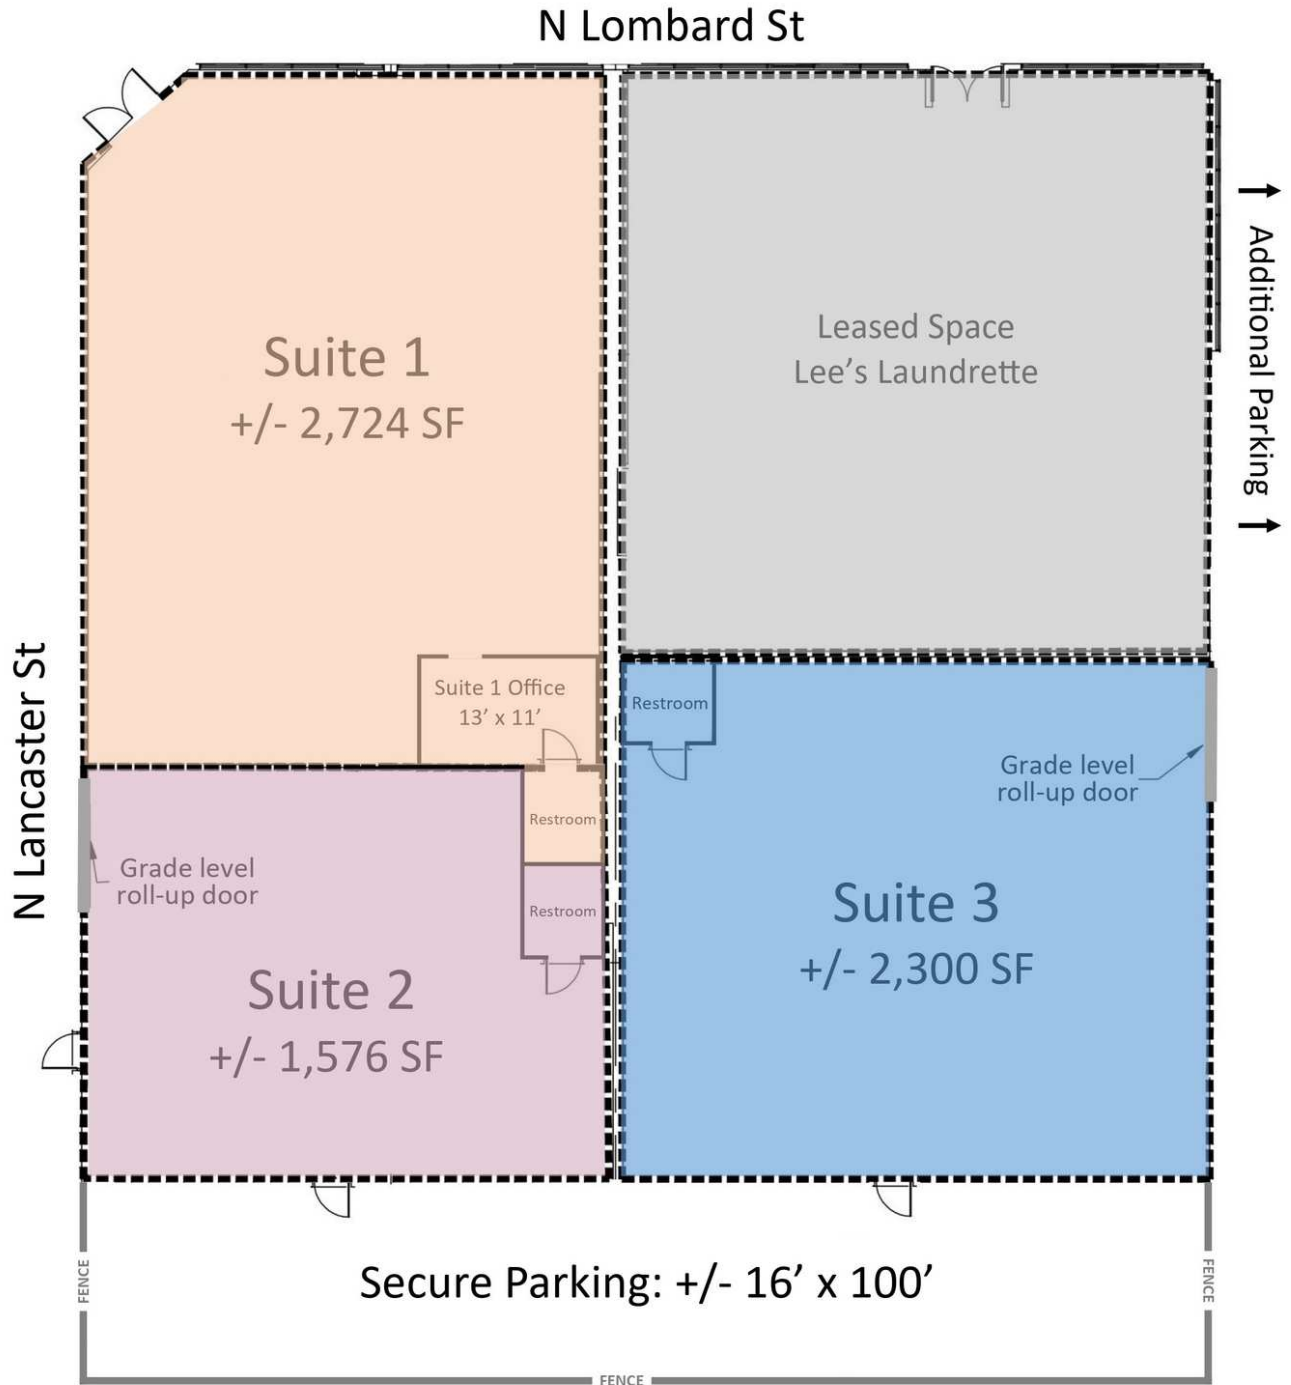 N Lombard St
Suite 1
+/- 2,724 SF
Leased Space
Lee’s Laundrette
Additional Parking
Suite 1 Office
13’ x 11’
Restroom
Grade level
roll-up door
N Lancaster St
Restroom
Grade level
roll-up door
Restroom
Suite 2
+/- 1,576 SF
Suite 3
+/- 2,300 SF
FENCE
Secure Parking: +/- 16’ x 100’
FENCE
FENCE